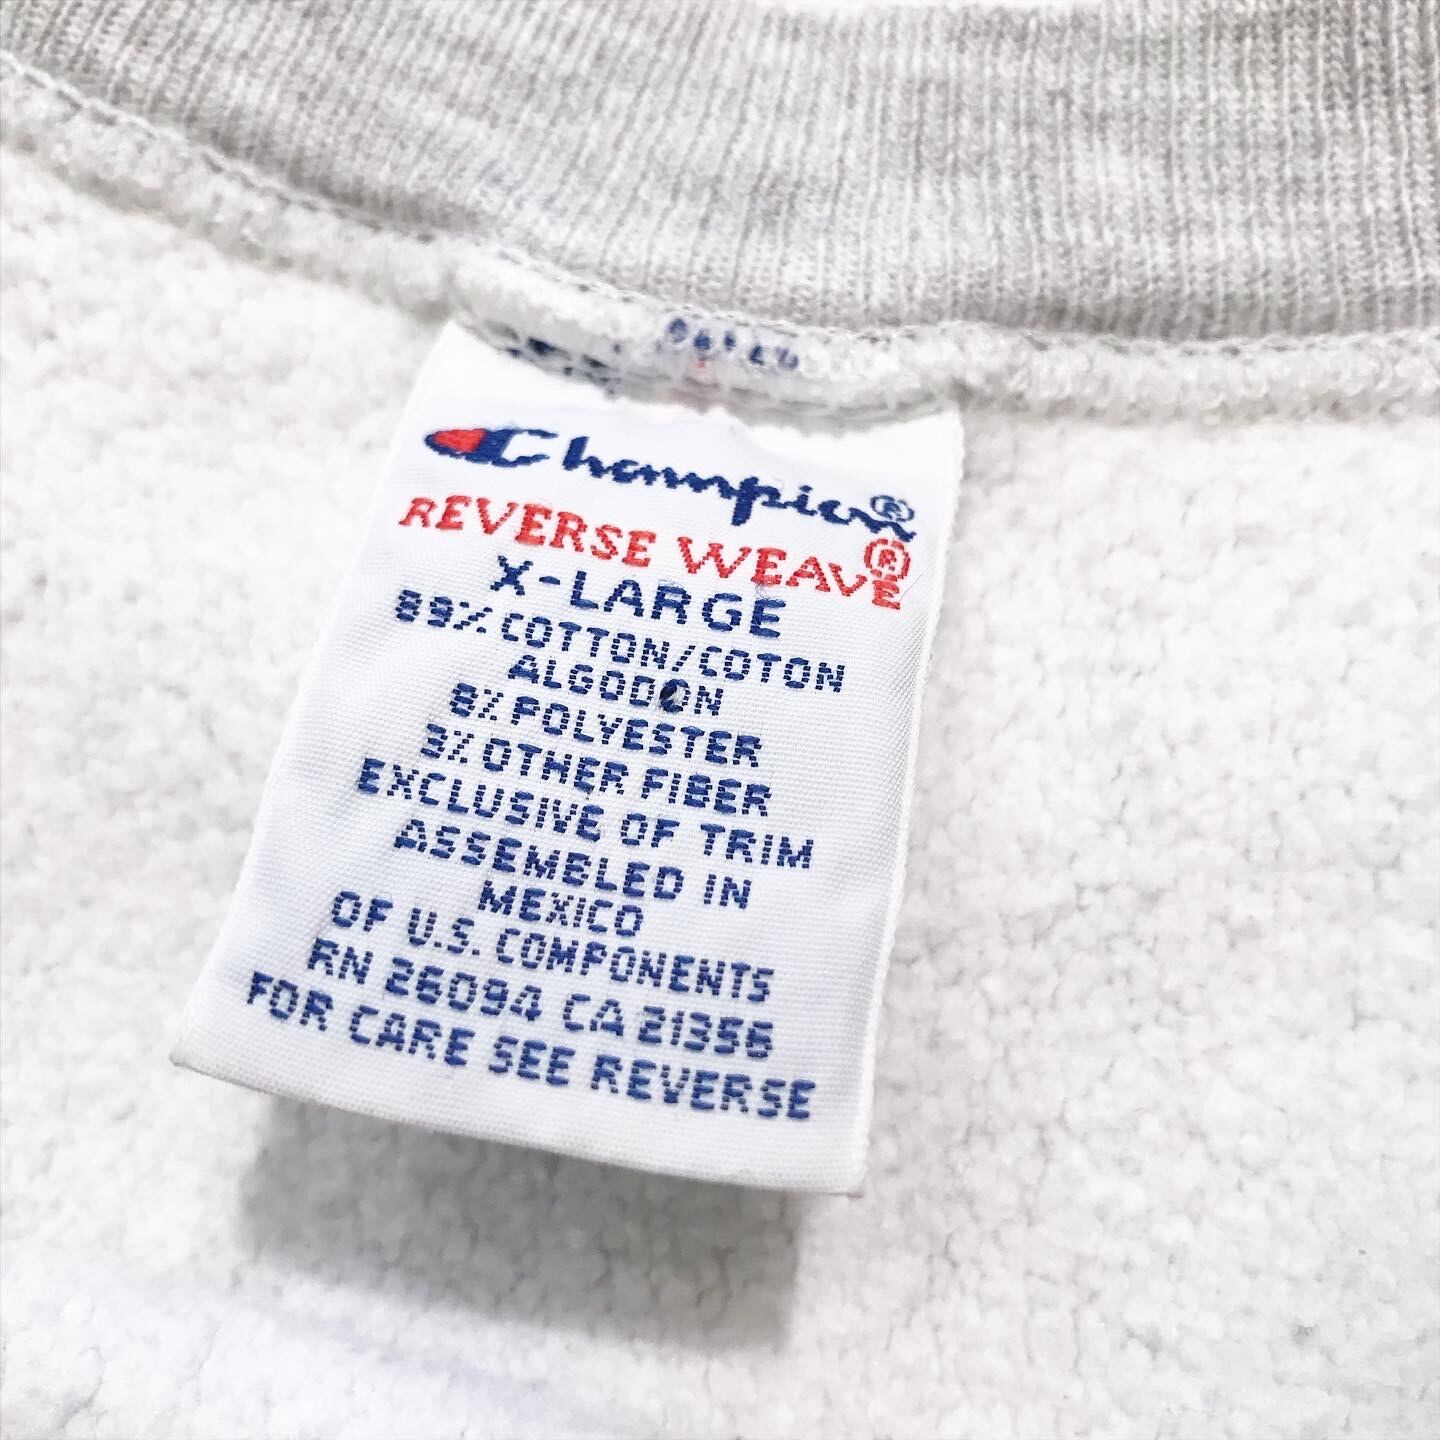 Champion®
REVERSE WEAVE®
X-LARGE
89% COTTON/COTON
ALGODON
8% POLYESTER
3% OTHER FIBER
EXCLUSIVE OF TRIM
ASSEMBLED IN
MEXICO
OF U.S. COMPONENTS
RN 26094 CA 21356
FOR CARE SEE REVERSE